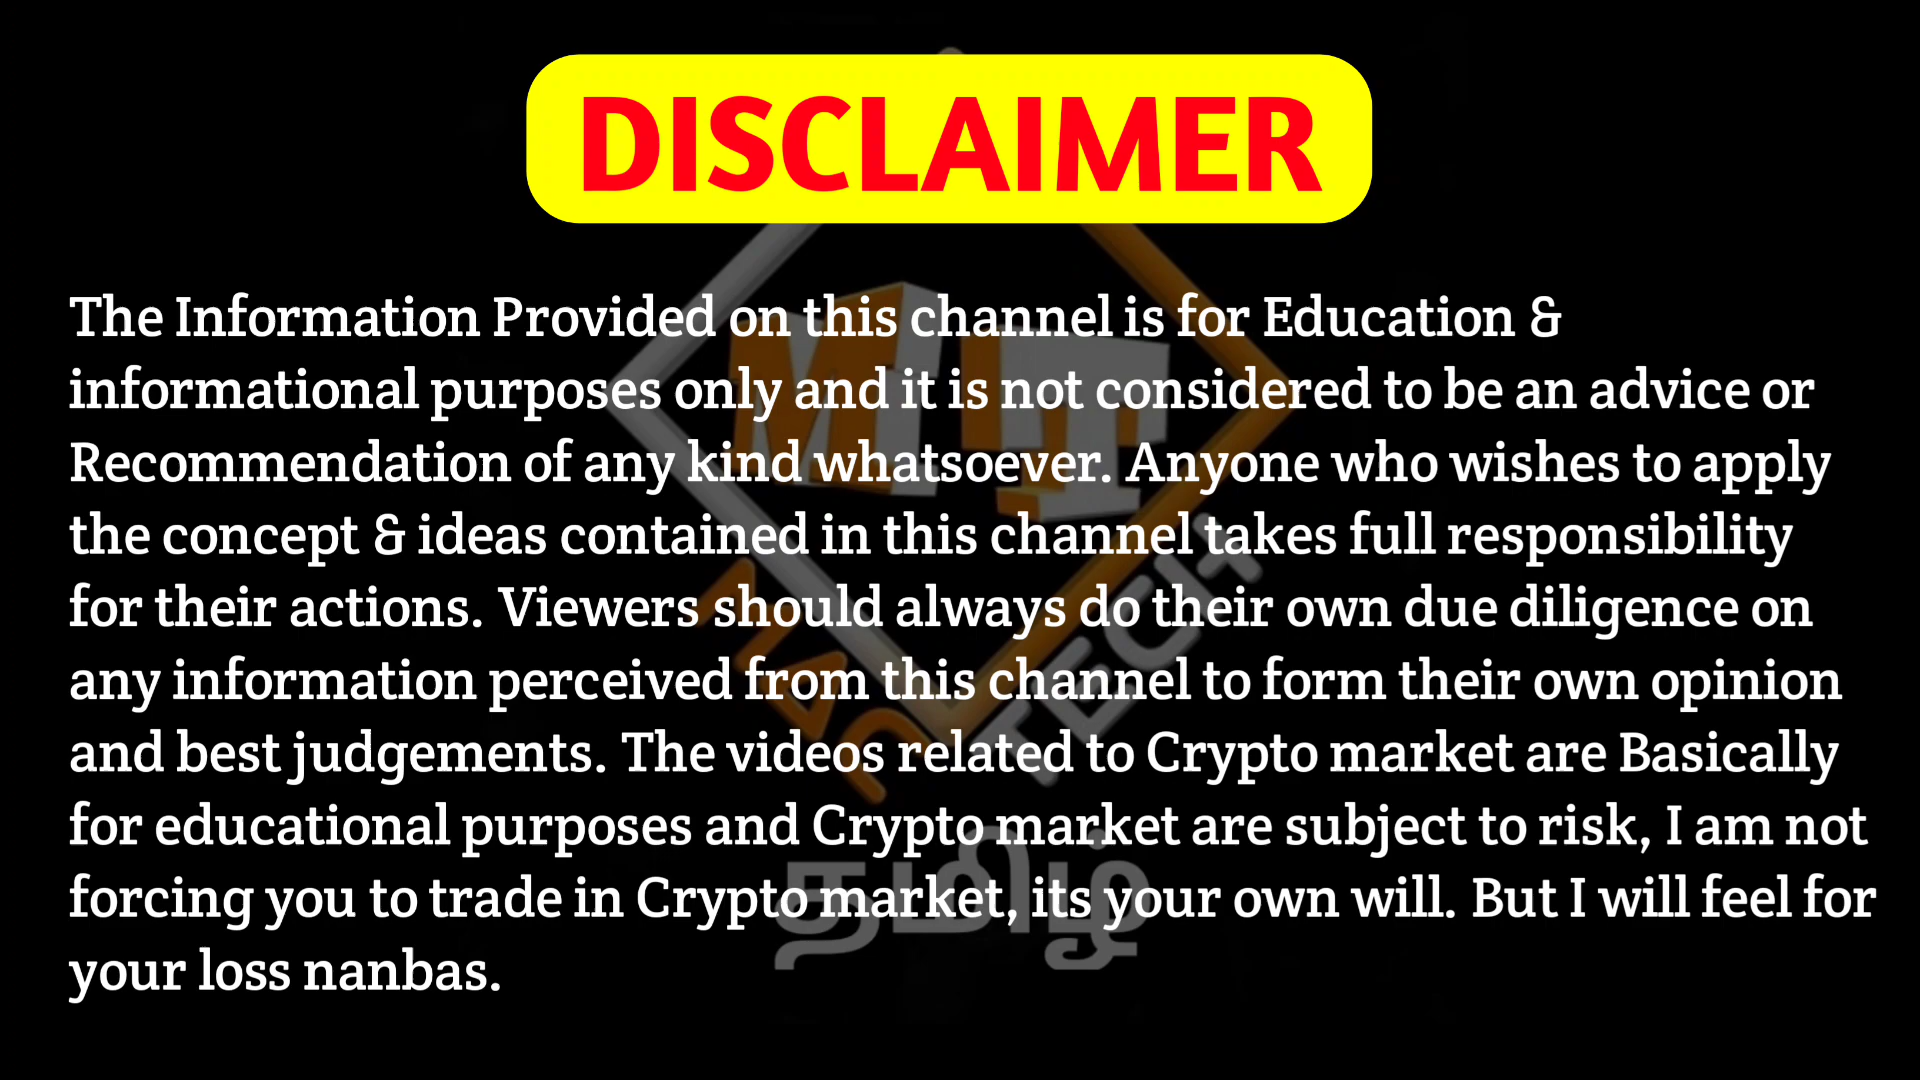 DISCLAIMER
The Information Provided on this channel is for Education &
informational purposes only and it is not considered to be an advice or
Recommendation of any kind whatsoever. Anyone who wishes to apply
the concept & ideas contained in this channel takes full responsibility
for their actions. Viewers should always do their own due diligence on
any information perceived from this channel to form their own opinion
and best judgements. The videos related to Crypto market are Basically
for educational purposes and Crypto market are subject to risk, I am not
forcing you to trade in Crypto market, its your own will. But I will feel for
your loss nanbas.
MT
TECH
தமிழ்